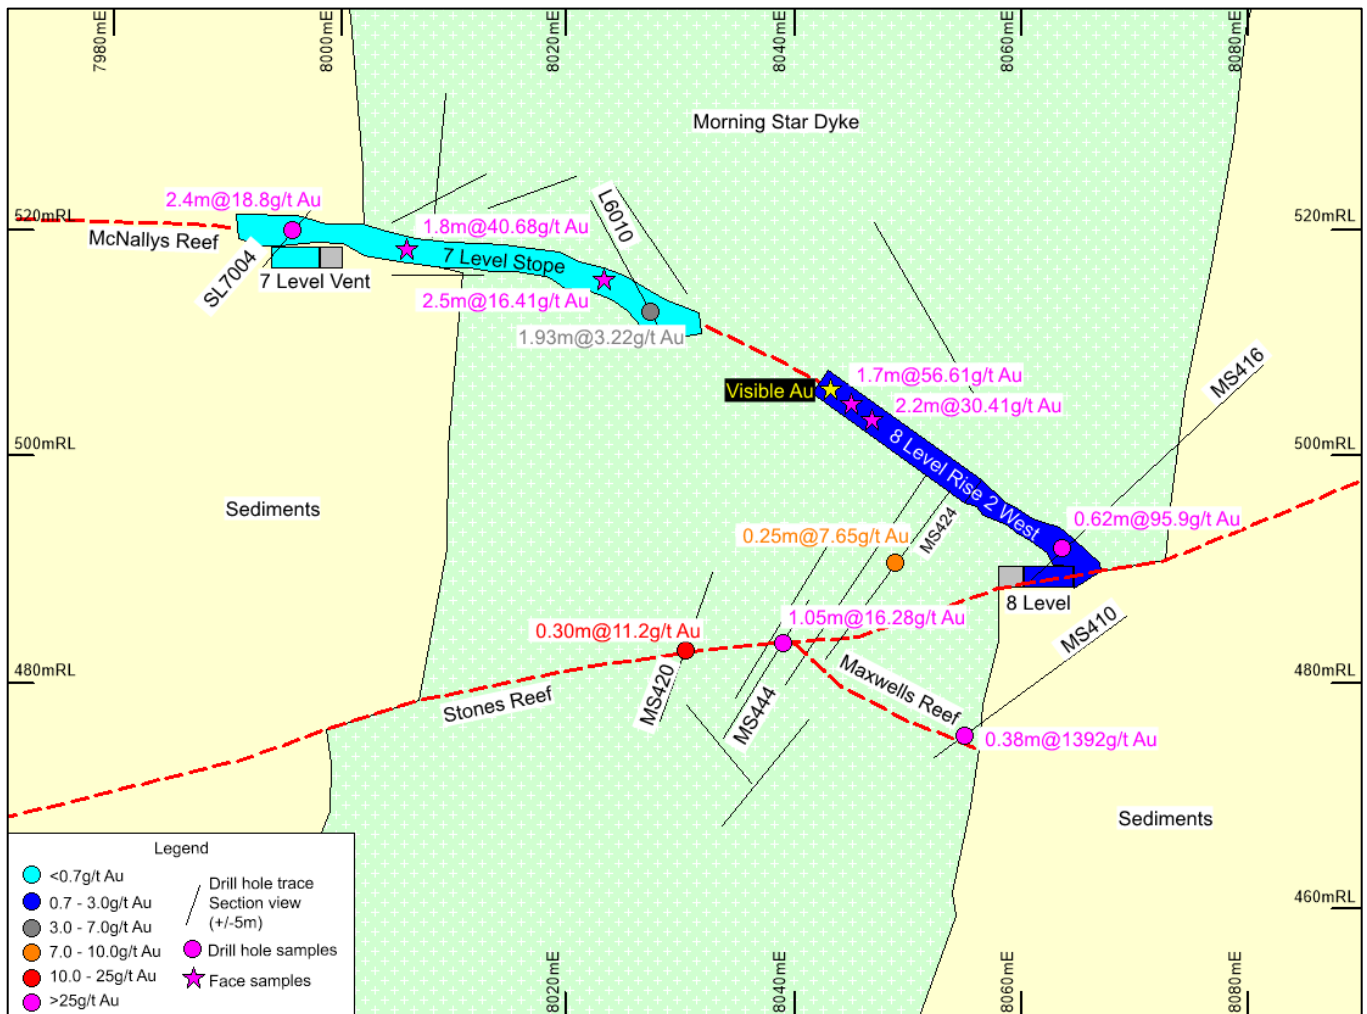 7980mE
8000mE
8020mE
8040mE
8060mE
8080mE
Morning Star Dyke
2.4m@18.8g/t Au
L6010
520mRL
520mRL
McNallys Reef
1.8m@40.68g/t Au
7 Level Stope
SL7004
7 Level Vent
2.5m@16.41g/t Au
1.93m@3.22g/t Au
MS416
Visible Au
1.7m@56.61g/t Au
2.2m@30.41g/t Au
8 Level Rise 2 West
500mRL
500mRL
Sediments
0.62m@95.9g/t Au
0.25m@7.65g/t Au
MS424
8 Level
1.05m@16.28g/t Au
MS410
0.30m@11.2g/t Au
480mRL
480mRL
Maxwells Reef
MS420
MS444
Stones Reef
0.38m@1392g/t Au
Sediments
Legend
<0.7g/t Au
0.7 - 3.0g/t Au
3.0 - 7.0g/t Au
7.0 - 10.0g/t Au
10.0 - 25g/t Au
>25g/t Au
Drill hole trace
Section view
(+/-5m)
Drill hole samples
Face samples
460mRL
8020mE
8040mE
8060mE
8080mE